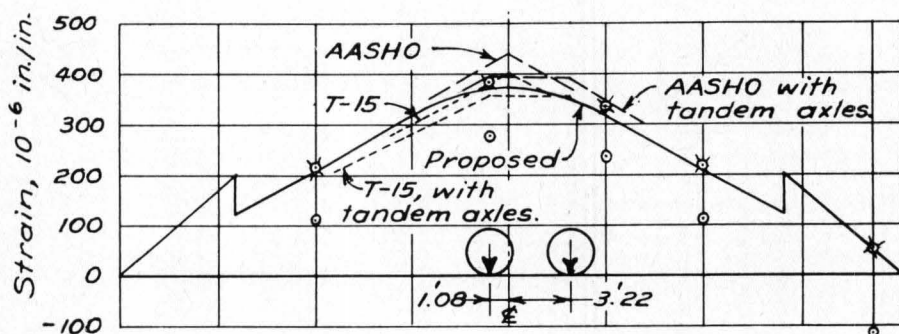 Strain, 10⁻⁶ in./in.
500
400
300
200
100
0
-100
AASHO
T-15
AASHO with
tandem axles.
Proposed
T-15, with
tandem axles.
1.'08
℄
3.'22